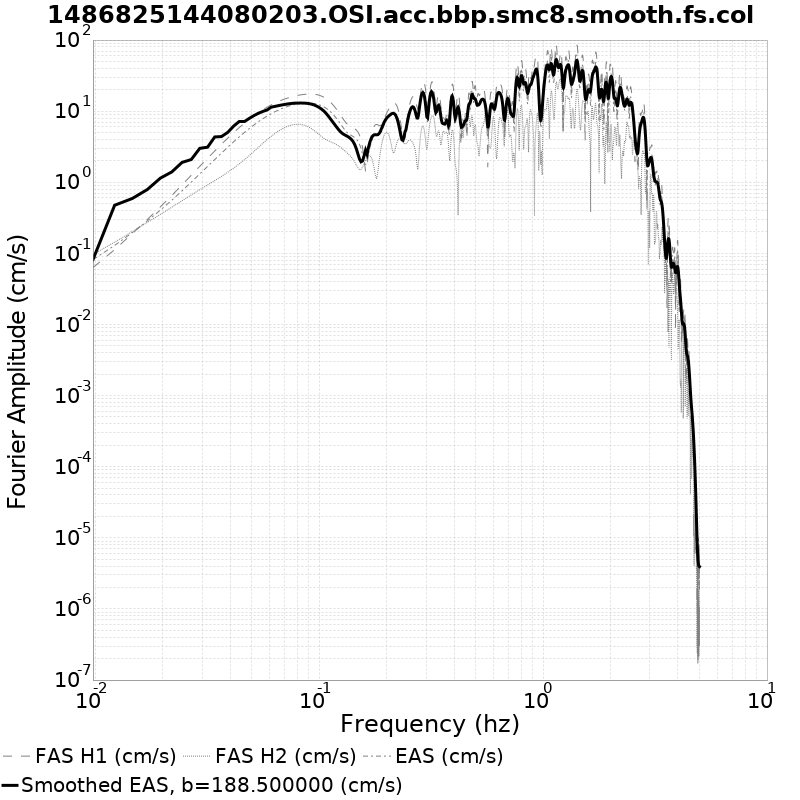 1486825144080203.OSI.acc.bbp.smc8.smooth.fs.col
10^2
10^1
10^0
10^-1
10^-2
10^-3
10^-4
10^-5
10^-6
10^-7
Fourier Amplitude (cm/s)
10^-2 10^-1 10^0 10^1
Frequency (hz)
FAS H1 (cm/s) FAS H2 (cm/s) EAS (cm/s)
Smoothed EAS, b=188.500000 (cm/s)